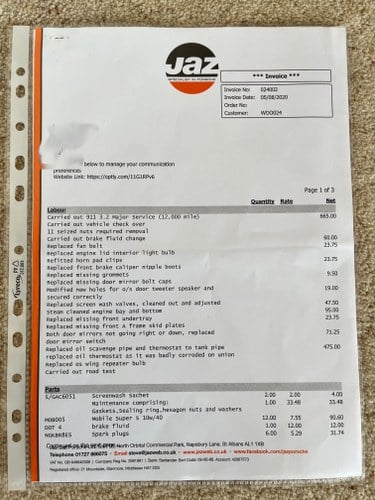 JAZ
SPECIALIST IN PORSCHE
*** Invoice ***
Invoice No: 024002
Invoice Date: 05/08/2020
Order No:
Customer: WOO024
below to manage your communication
preferences
Website Link: https://optly.com/11G1RPv6
Page 1 of 3
Quantity Rate Net
Labour
Carried out 911 3.2 Major Service (12,000 mile) 665.00
Carried out vehicle check over
11 seized nuts required removal
Carried out brake fluid change 60.00
Replaced fan belt 23.75
Replaced engine lid interior light bulb
Refitted horn pad clips 23.75
Replaced front brake caliper nipple boots
Replaced missing grommets 9.50
Replaced missing door mirror bolt caps
Modified new holes for o/s door tweeter speaker and 19.00
secured correctly
Replaced screen wash valves, cleaned out and adjusted 47.50
Steam cleaned engine bay and bottom 95.00
Replaced missing front undertray 23.75
Replaced missing front A frame skid plates
Both door mirrors not going right or down, replaced 71.25
door mirror switch
Replaced oil scavenge pipe and thermostat to tank pipe 475.00
replaced oil thermostat as it was badly corroded on union
Replaced os wing repeater bulb
Carried out road test
Parts
S/GAC6051 Screenwash Sachet 2.00 2.00 4.00
Maintenance comprising: 1.00 33.48 33.48
Gaskets,Sealing ring,hexagon nuts and washers
Mobile super S 10w/40 12.00 7.55 90.60
DOT 4 brake fluid 1.00 12.00 12.00
Spark plugs 6.00 5.29 31.74
North Orbital Commercial Park, Napsbury Lane, St Albans AL1 1XB
Telephone 01727 000075 - Email steve@jazweb.co.uk
www.jazweb.co.uk - www.facebook.com/jazporsche